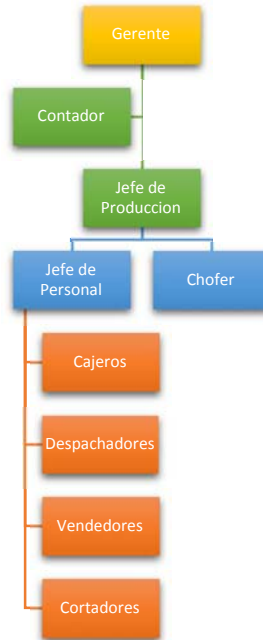 Gerente
Contador
Jefe de
Produccion
Jefe de
Personal
Chofer
Cajeros
Despachadores
Vendedores
Cortadores